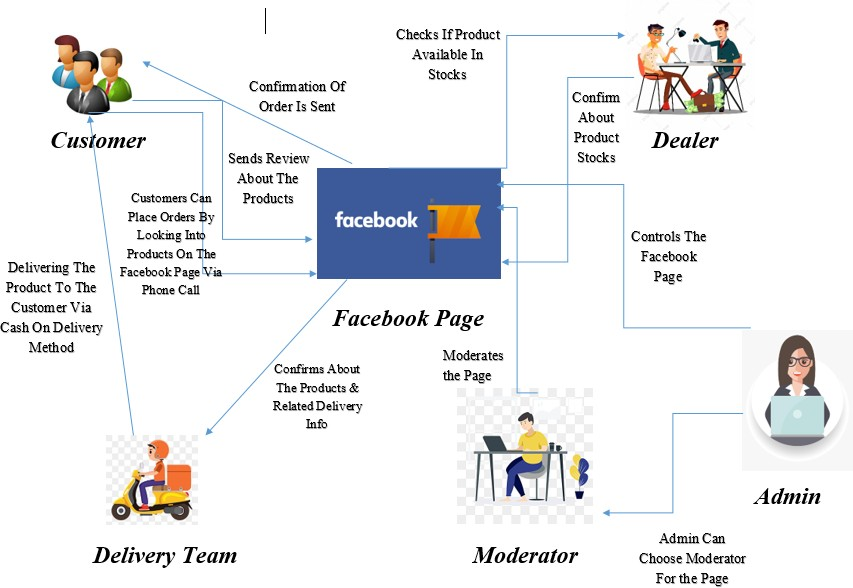 Checks If Product
Available In
Stocks
Confirmation Of
Order Is Sent
Confirm
About
Product
Stocks
Customer
Dealer
Sends Review
About The
Products
Customers Can
Place Orders By
Looking Into
Products On The
Facebook Page Via
Phone Call
facebook
Controls The
Facebook
Page
Delivering The
Product To The
Customer Via
Cash On Delivery
Method
Facebook Page
Moderates
the Page
Confirms About
The Products &
Related Delivery
Info
Admin
Delivery Team
Moderator
Admin Can
Choose Moderator
For the Page